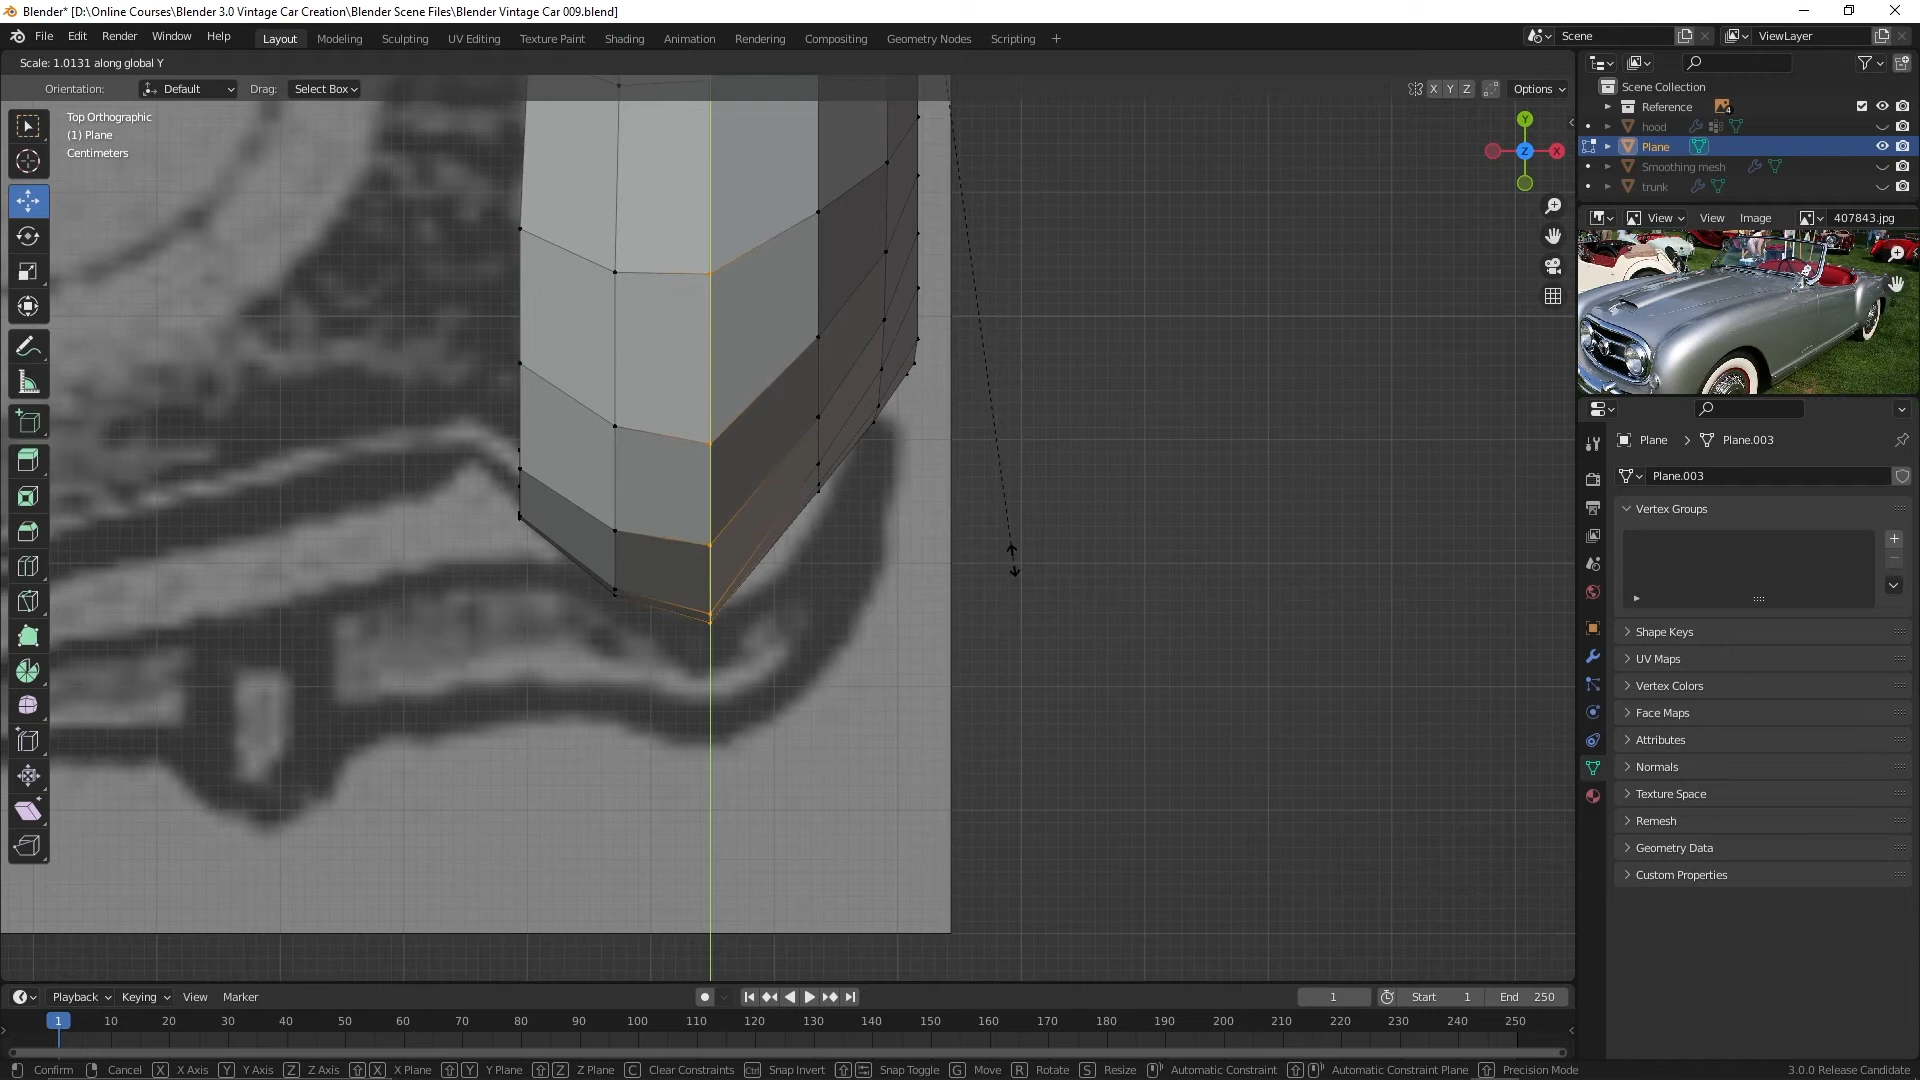 Blender* [D:\Online Courses\Blender 3.0 Vintage Car Creation\Blender Scene Files\Blender Vintage Car 009.blend]
File Edit Render Window Help Layout Modeling Sculpting UV Editing Texture Paint Shading Animation Rendering Compositing Geometry Nodes Scripting
Scene ViewLayer
Scale: 1.0131 along global Y
Orientation: Default Drag: Select Box X Y Z Options
Top Orthographic
(1) Plane
Centimeters
Y
Z X
Scene Collection
Reference 4
hood
Plane
Smoothing mesh
trunk
View View Image 407843.jpg
Plane Plane.003
Plane.003
Vertex Groups
Shape Keys
UV Maps
Vertex Colors
Face Maps
Attributes
Normals
Texture Space
Remesh
Geometry Data
Custom Properties
Playback Keying View Marker 1 Start 1 End 250
1 10 20 30 40 50 60 70 80 90 100 110 120 130 140 150 160 170 180 190 200 210 220 230 240 250
Confirm Cancel X X Axis Y Y Axis Z Z Axis X X Plane Y Y Plane Z Z Plane C Clear Constraints Ctrl Snap Invert Snap Toggle G Move R Rotate S Resize Automatic Constraint Automatic Constraint Plane Precision Mode 3.0.0 Release Candidate